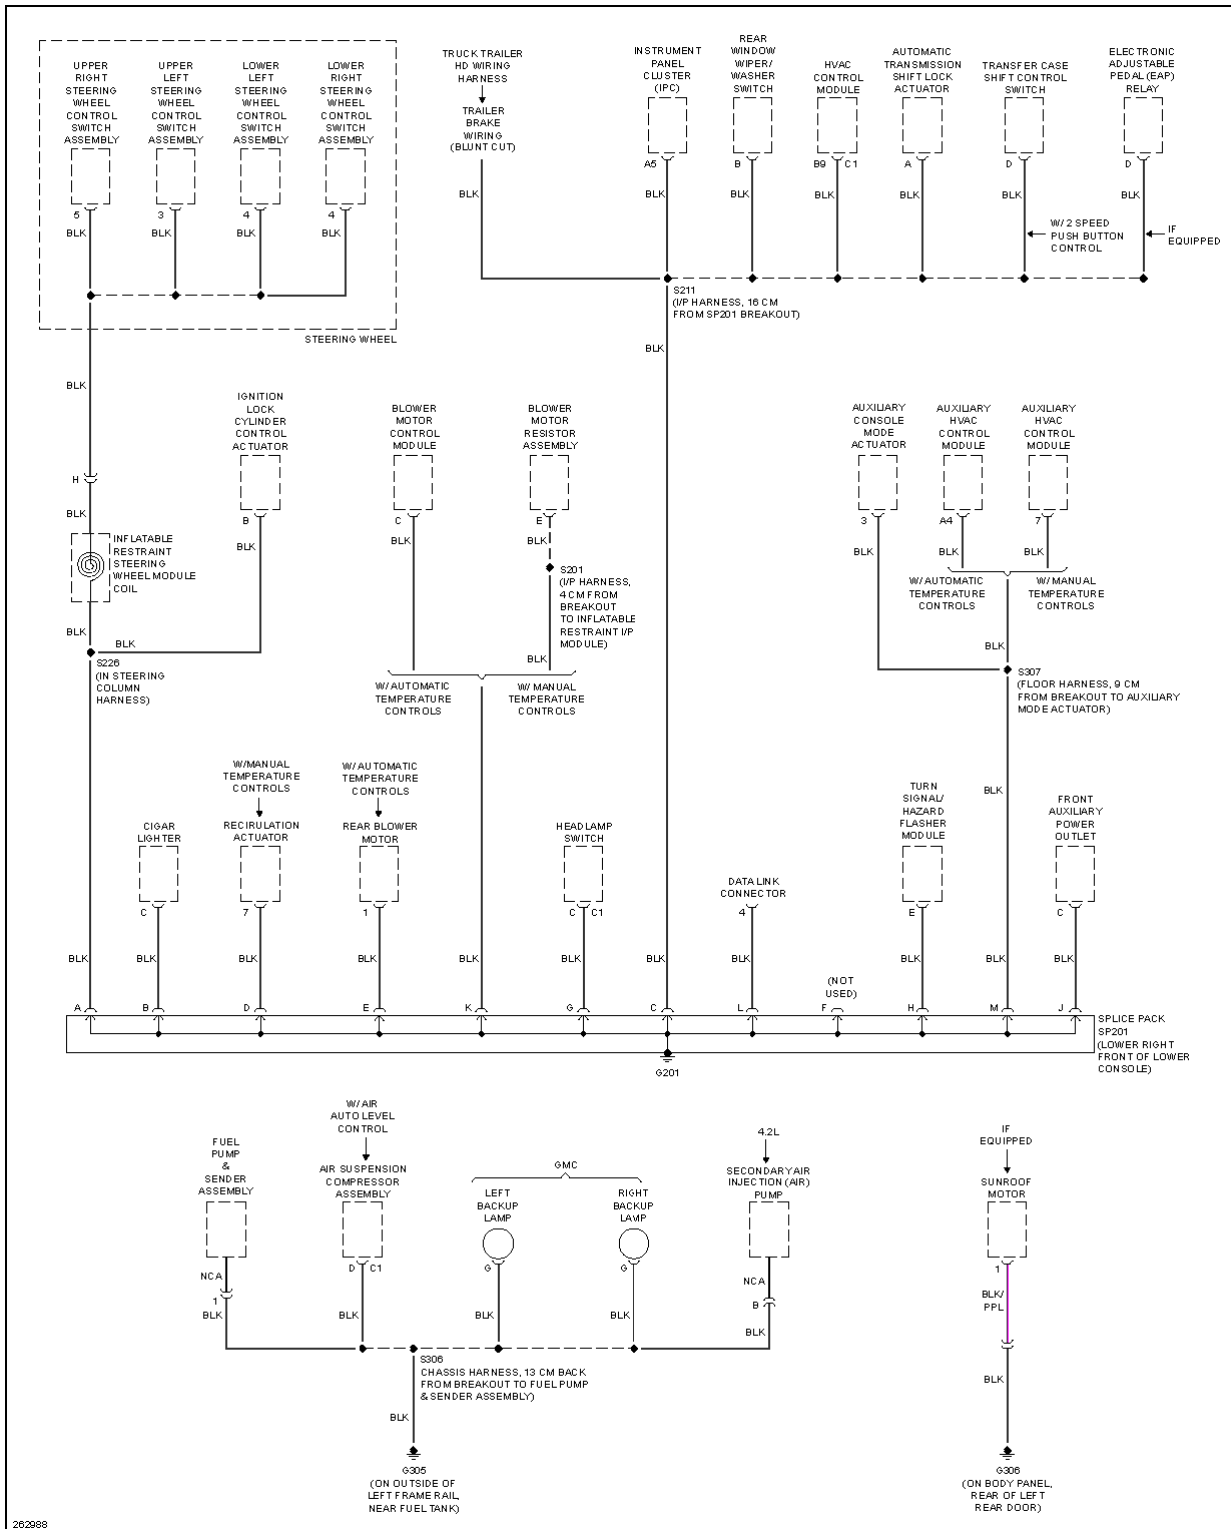 UPPER
RIGHT
STEERING
WHEEL
CONTROL
SWITCH
ASSEMBLY
UPPER
LEFT
STEERING
WHEEL
CONTROL
SWITCH
ASSEMBLY
LOWER
LEFT
STEERING
WHEEL
CONTROL
SWITCH
ASSEMBLY
LOWER
RIGHT
STEERING
WHEEL
CONTROL
SWITCH
ASSEMBLY
5
3
4
4
BLK
BLK
BLK
BLK
STEERING WHEEL
TRUCK TRAILER
HD WIRING
HARNESS
TRAILER
BRAKE
WIRING
(BLUNT CUT)
INSTRUMENT
PANEL
CLUSTER
(IPC)
REAR
WINDOW
WIPER/
WASHER
SWITCH
HVAC
CONTROL
MODULE
AUTOMATIC
TRANSMISSION
SHIFT LOCK
ACTUATOR
TRANSFER CASE
SHIFT CONTROL
SWITCH
ELECTRONIC
ADJUSTABLE
PEDAL (EAP)
RELAY
A5
B
B9
C1
A
D
D
BLK
BLK
BLK
BLK
BLK
BLK
BLK
W/ 2 SPEED
PUSH BUTTON
CONTROL
IF
EQUIPPED
S211
(I/P HARNESS, 16 CM
FROM SP201 BREAKOUT)
BLK
BLK
H
BLK
INFLATABLE
RESTRAINT
STEERING
WHEEL MODULE
COIL
BLK
BLK
S226
(IN STEERING
COLUMN
HARNESS)
IGNITION
LOCK
CYLINDER
CONTROL
ACTUATOR
B
BLK
BLOWER
MOTOR
CONTROL
MODULE
C
BLK
BLOWER
MOTOR
RESISTOR
ASSEMBLY
E
BLK
S201
(I/P HARNESS,
4 CM FROM
BREAKOUT
TO INFLATABLE
RESTRAINT I/P
MODULE)
BLK
W/ AUTOMATIC
TEMPERATURE
CONTROLS
W/ MANUAL
TEMPERATURE
CONTROLS
AUXILIARY
CONSOLE
MODE
ACTUATOR
AUXILIARY
HVAC
CONTROL
MODULE
AUXILIARY
HVAC
CONTROL
MODULE
3
A4
7
BLK
BLK
BLK
W/ AUTOMATIC
TEMPERATURE
CONTROLS
W/ MANUAL
TEMPERATURE
CONTROLS
BLK
S307
(FLOOR HARNESS, 9 CM
FROM BREAKOUT TO AUXILIARY
MODE ACTUATOR)
BLK
CIGAR
LIGHTER
W/MANUAL
TEMPERATURE
CONTROLS
RECIRULATION
ACTUATOR
W/ AUTOMATIC
TEMPERATURE
CONTROLS
REAR BLOWER
MOTOR
HEADLAMP
SWITCH
DATA LINK
CONNECTOR
TURN
SIGNAL/
HAZARD
FLASHER
MODULE
FRONT
AUXILIARY
POWER
OUTLET
C
7
1
C
C1
4
E
C
BLK
BLK
BLK
BLK
BLK
BLK
BLK
BLK
BLK
BLK
BLK
(NOT
USED)
A
B
D
E
K
G
C
L
F
H
M
J
SPLICE PACK
SP201
(LOWER RIGHT
FRONT OF LOWER
CONSOLE)
G201
FUEL
PUMP
&
SENDER
ASSEMBLY
W/ AIR
AUTO LEVEL
CONTROL
AIR SUSPENSION
COMPRESSOR
ASSEMBLY
GMC
LEFT
BACKUP
LAMP
RIGHT
BACKUP
LAMP
4.2L
SECONDARY AIR
INJECTION (AIR)
PUMP
IF
EQUIPPED
SUNROOF
MOTOR
NCA
1
BLK
D
C1
BLK
G
BLK
G
BLK
NCA
B
BLK
1
BLK/
PPL
BLK
S306
CHASSIS HARNESS, 13 CM BACK
FROM BREAKOUT TO FUEL PUMP
& SENDER ASSEMBLY)
BLK
G305
(ON OUTSIDE OF
LEFT FRAME RAIL,
NEAR FUEL TANK)
G306
(ON BODY PANEL,
REAR OF LEFT
REAR DOOR)
262988